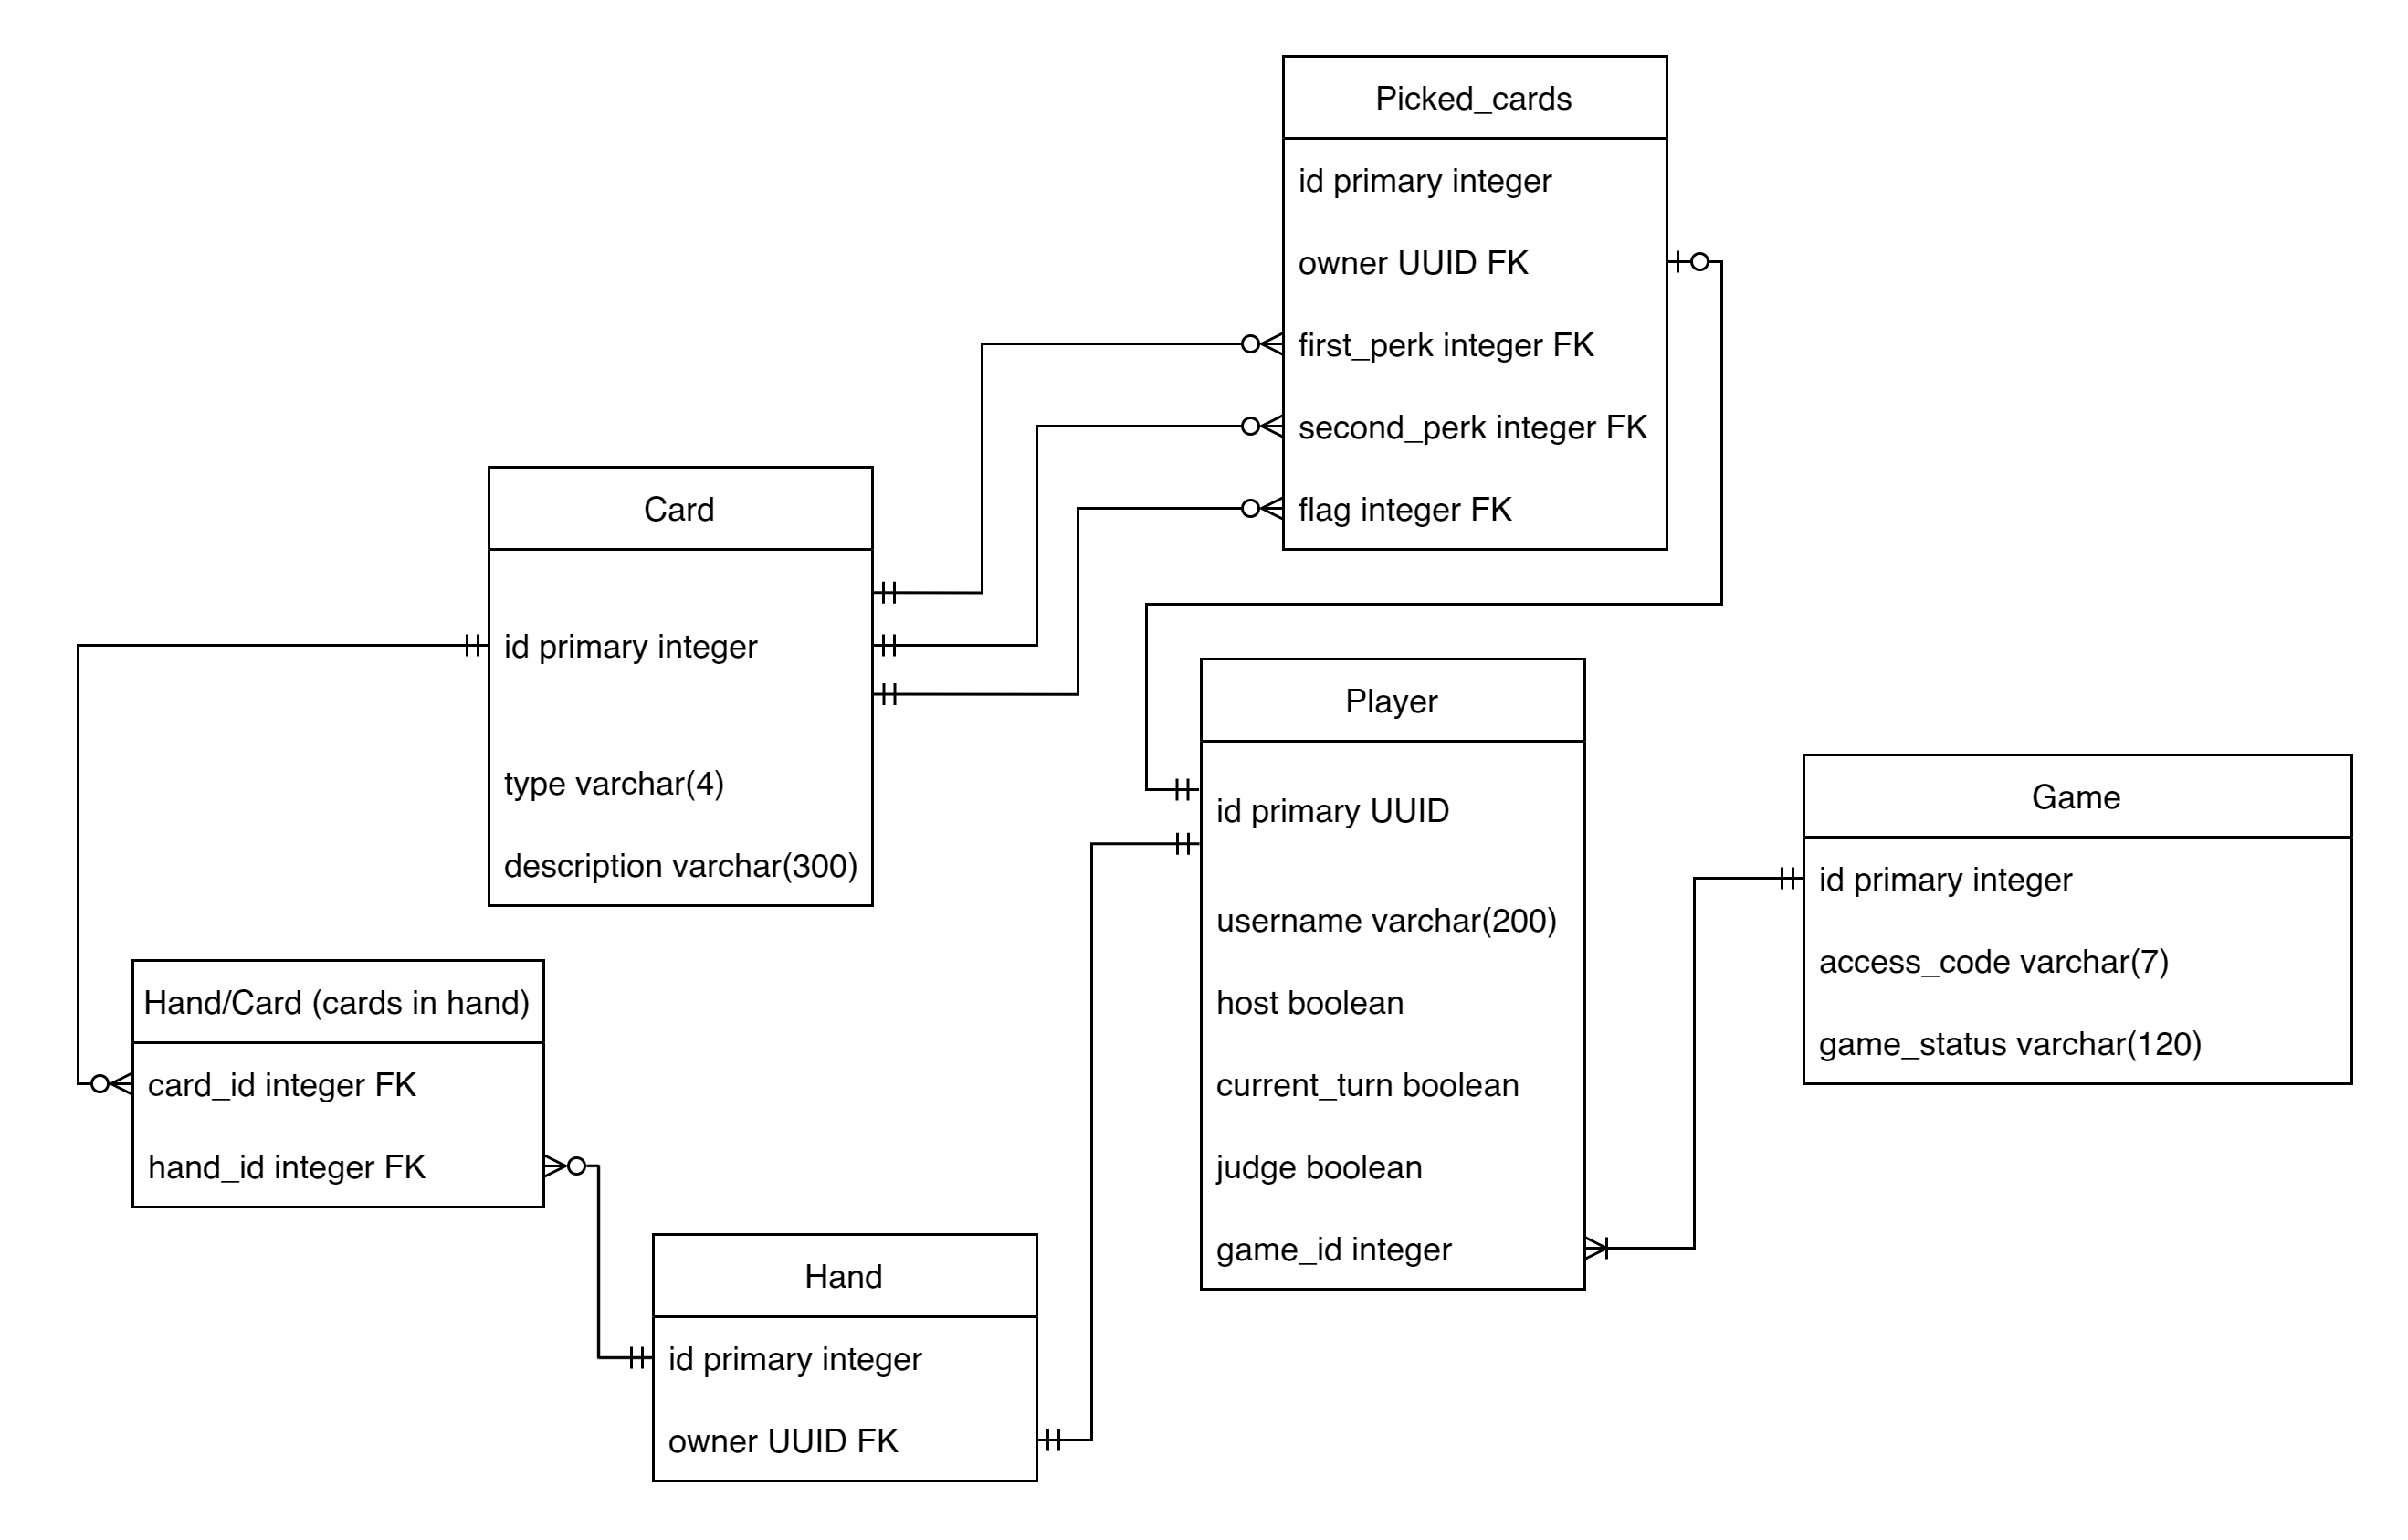 Picked_cards
id primary integer
owner UUID FK
first_perk integer FK
second_perk integer FK
flag integer FK
Card
id primary integer
type varchar(4)
description varchar(300)
Player
id primary UUID
username varchar(200)
host boolean
current_turn boolean
judge boolean
game_id integer
Game
id primary integer
access_code varchar(7)
game_status varchar(120)
Hand/Card (cards in hand)
card_id integer FK
hand_id integer FK
Hand
id primary integer
owner UUID FK